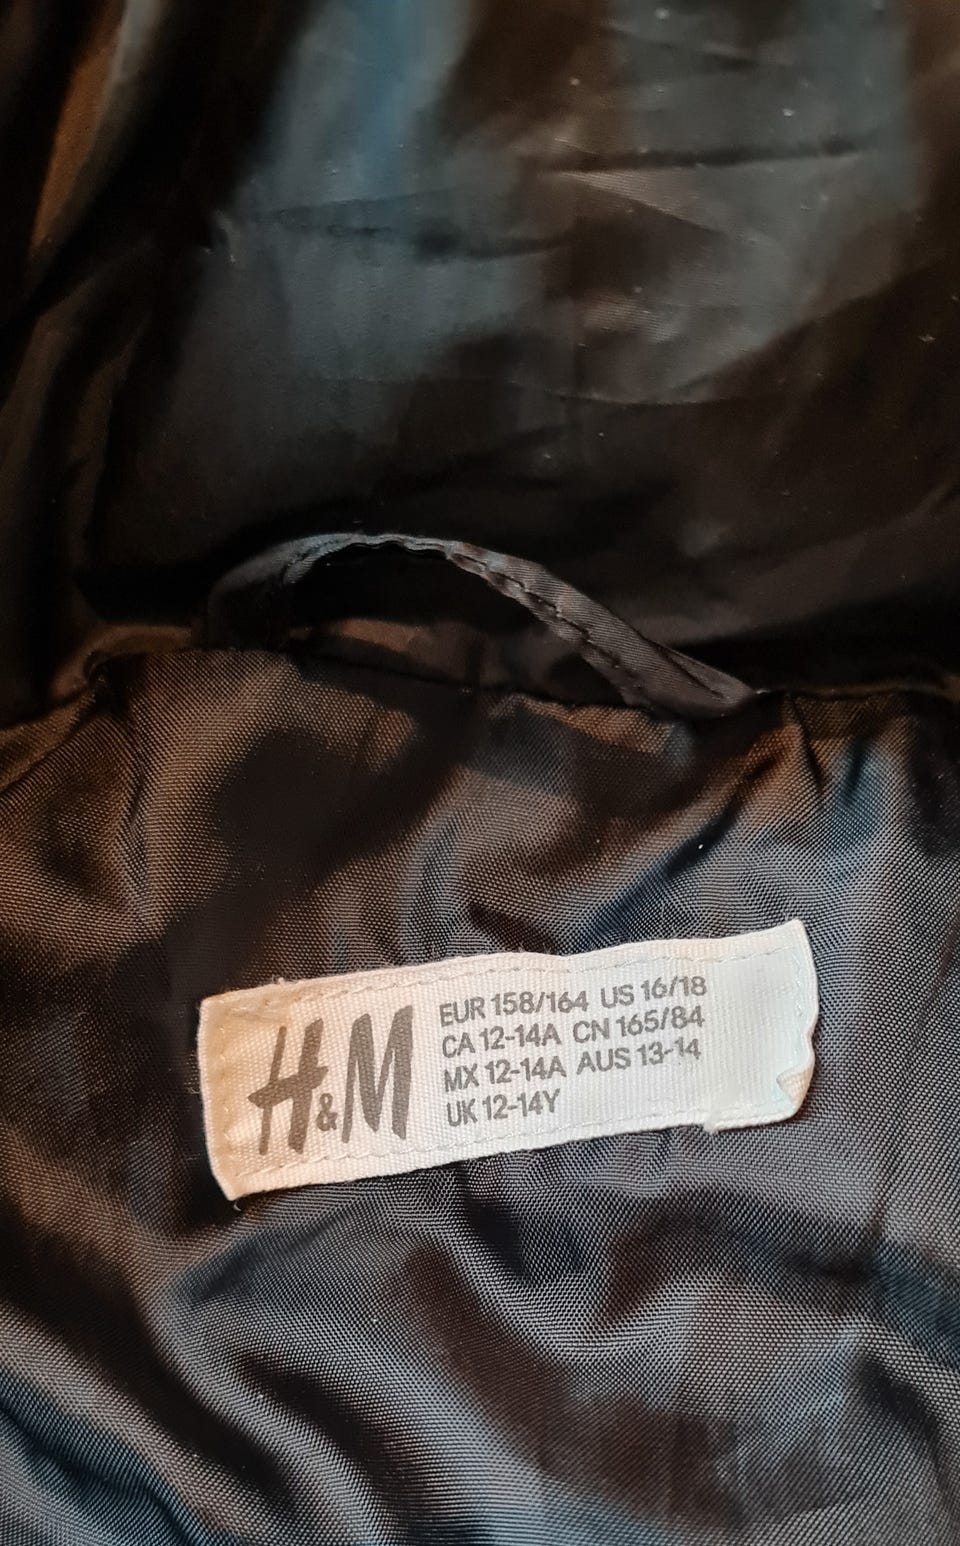 H&M
EUR 158/164 US 16/18
CA 12-14A CN 165/84
MX 12-14A AUS 13-14
UK 12-14Y